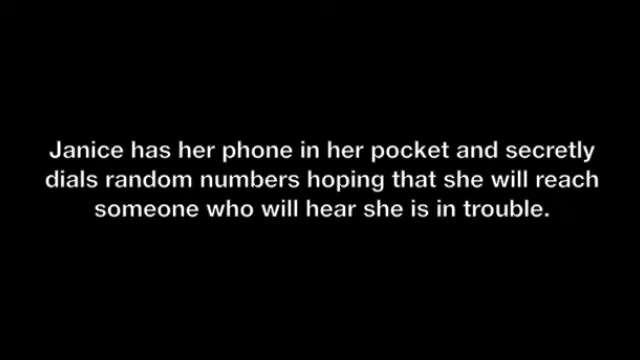 Janice has her phone in her pocket and secretly
dials random numbers hoping that she will reach
someone who will hear she is in trouble.